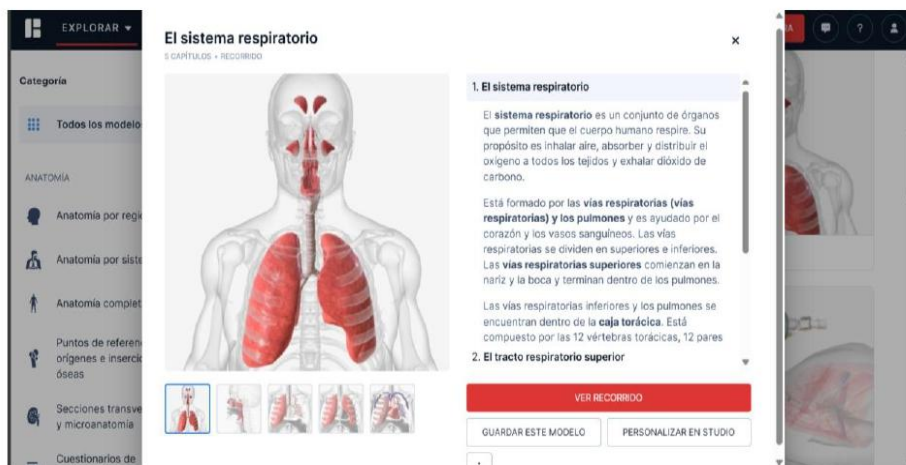 EXPLORAR
El sistema respiratorio
5 CAPÍTULOS • RECORRIDO
Categoría
Todos los modelo
ANATOMÍA
Anatomía por regio
Anatomía por siste
Anatomía complet
Puntos de referen
orígenes e inserció
óseas
Secciones transve
y microanatomía
Cuestionarios de
1. El sistema respiratorio
El sistema respiratorio es un conjunto de órganos
que permiten que el cuerpo humano respire. Su
propósito es inhalar aire, absorber y distribuir el
oxígeno a todos los tejidos y exhalar dióxido de
carbono.
Está formado por las vías respiratorias (vías
respiratorias) y los pulmones y es ayudado por el
corazón y los vasos sanguíneos. Las vías
respiratorias se dividen en superiores e inferiores.
Las vías respiratorias superiores comienzan en la
nariz y la boca y terminan dentro de los pulmones.
Las vías respiratorias inferiores y los pulmones se
encuentran dentro de la caja torácica. Está
compuesto por las 12 vértebras torácicas, 12 pares
2. El tracto respiratorio superior
VER RECORRIDO
GUARDAR ESTE MODELO
PERSONALIZAR EN STUDIO
RA
?